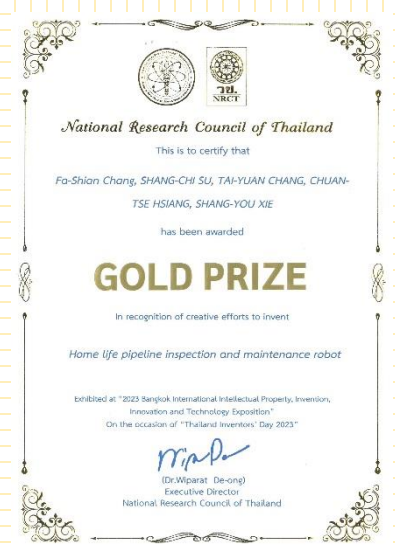 วช.
NRCT
National Research Council of Thailand
This is to certify that
Fa-Shian Chang, SHANG-CHI SU, TAI-YUAN CHANG, CHUAN-
TSE HSIANG, SHANG-YOU XIE
has been awarded
GOLD PRIZE
In recognition of creative efforts to invent
Home life pipeline inspection and maintenance robot
Exhibited at "2023 Bangkok International Intellectual Property, Invention,
Innovation and Technology Exposition"
On the occasion of "Thailand Inventors' Day 2023"
(Dr.Wiparat De-ong)
Executive Director
National Research Council of Thailand